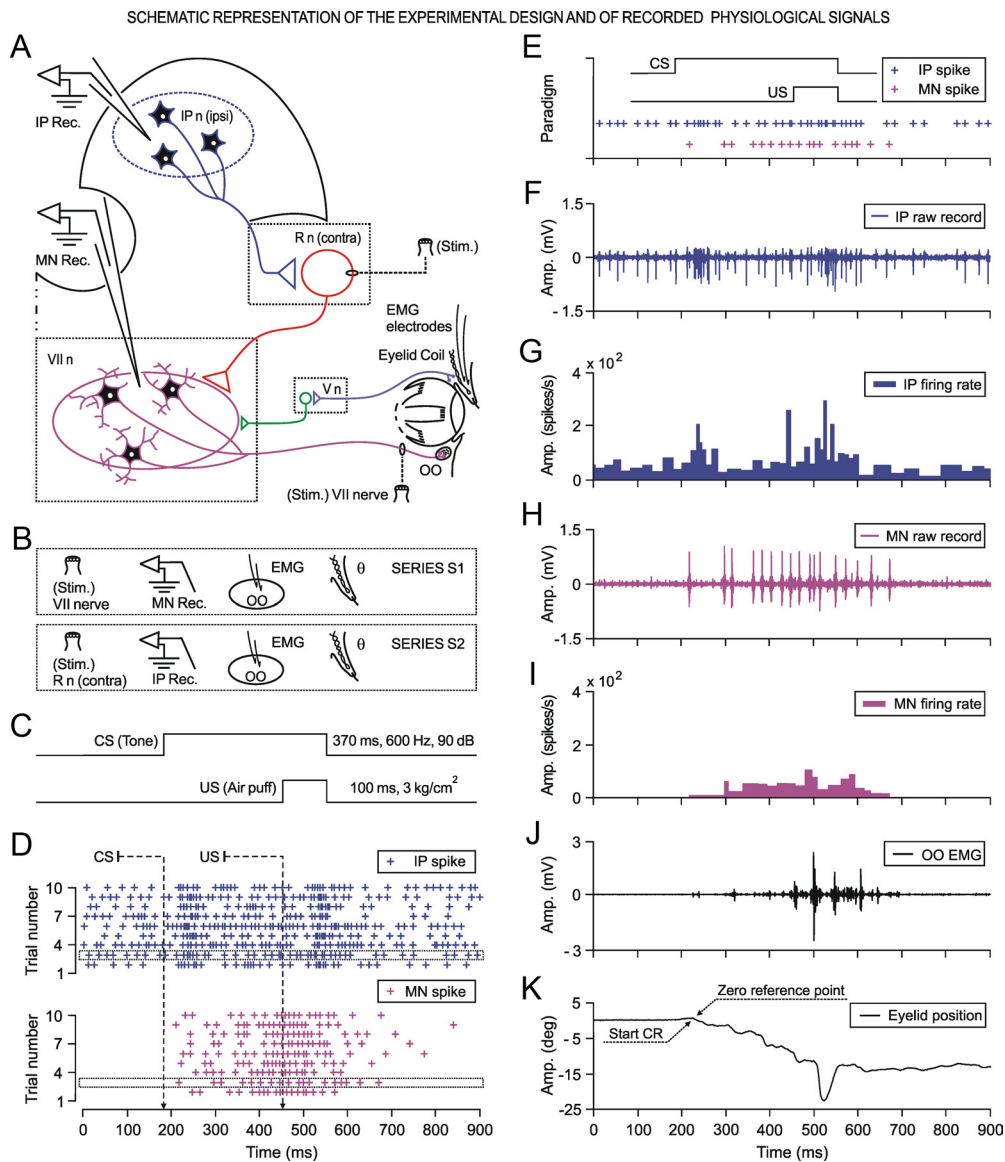 SCHEMATIC REPRESENTATION OF THE EXPERIMENTAL DESIGN AND OF RECORDED PHYSIOLOGICAL SIGNALS
A
IP Rec.
IP n (ipsi)
MN Rec.
R n (contra)
(Stim.)
EMG
electrodes
Eyelid Coil
VII n
V n
OO
(Stim.) VII nerve
B
(Stim.)
VII nerve
MN Rec.
EMG
OO
θ
SERIES S1
(Stim.)
R n (contra)
IP Rec.
EMG
OO
θ
SERIES S2
C
CS (Tone)
370 ms, 600 Hz, 90 dB
US (Air puff)
100 ms, 3 kg/cm²
D
CS
US
+ IP spike
Trial number
10
7
4
1
+ MN spike
Trial number
10
7
4
1
0 100 200 300 400 500 600 700 800 900
Time (ms)
E
Paradigm
CS
US
+ IP spike
+ MN spike
F
Amp. (mV)
1.5
0
- 1.5
IP raw record
G
x 10²
Amp. (spikes/s)
4
2
0
IP firing rate
H
Amp. (mV)
1.5
0
-1.5
MN raw record
I
x 10²
Amp. (spikes/s)
4
2
0
MN firing rate
J
Amp. (mV)
3
0
-3
OO EMG
K
Amp. (deg)
5
-5
-15
-25
Zero reference point
Start CR
Eyelid position
0 100 200 300 400 500 600 700 800 900
Time (ms)